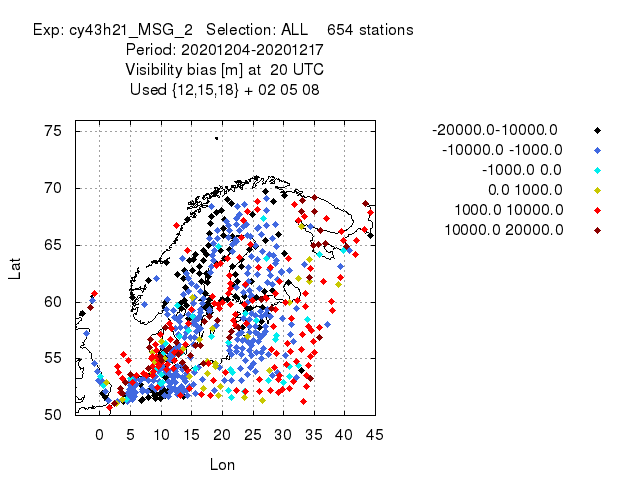 Exp: cy43h21_MSG_2 Selection: ALL 654 stations
Period: 20201204-20201217
Visibility bias [m] at 20 UTC
Used {12,15,18} + 02 05 08
-20000.0-10000.0
-10000.0 -1000.0
-1000.0 0.0
0.0 1000.0
1000.0 10000.0
10000.0 20000.0
75
70
65
60
55
50
Lat
0 5 10 15 20 25 30 35 40 45
Lon